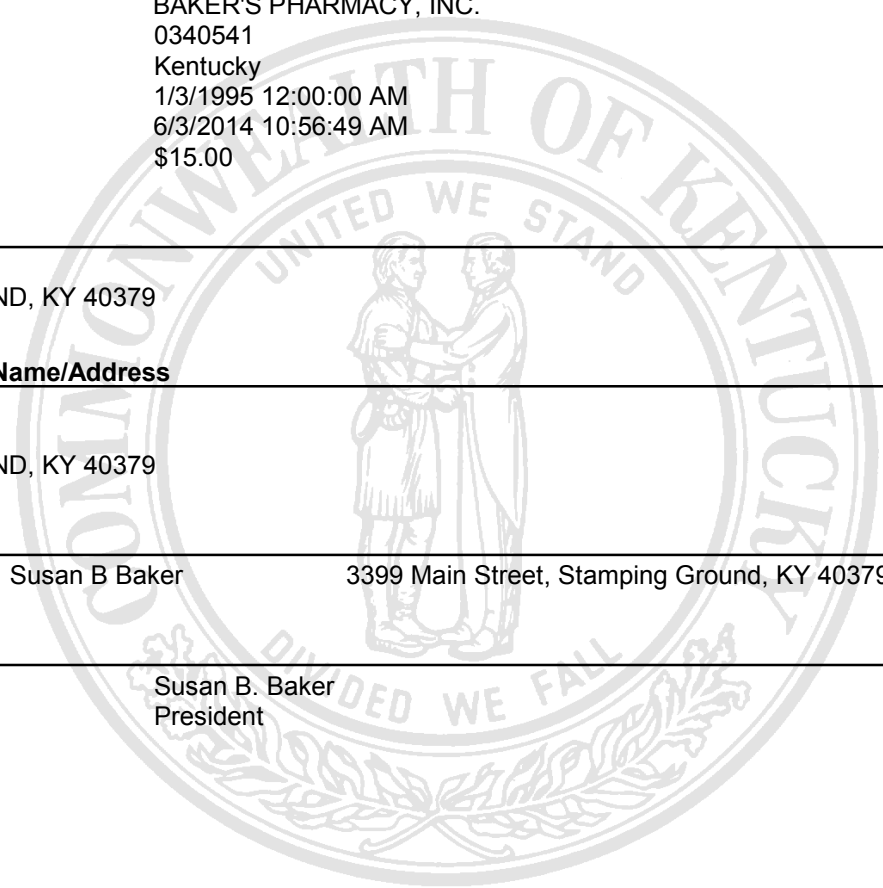 BAKER'S PHARMACY, INC.
0340541
Kentucky
1/3/1995 12:00:00 AM
6/3/2014 10:56:49 AM
$15.00
ND, KY 40379
Name/Address
ND, KY 40379
Susan B Baker 3399 Main Street, Stamping Ground, KY 40379
Susan B. Baker
President
COMMONWEALTH OF KENTUCKY
UNITED WE STAND
DIVIDED WE FALL